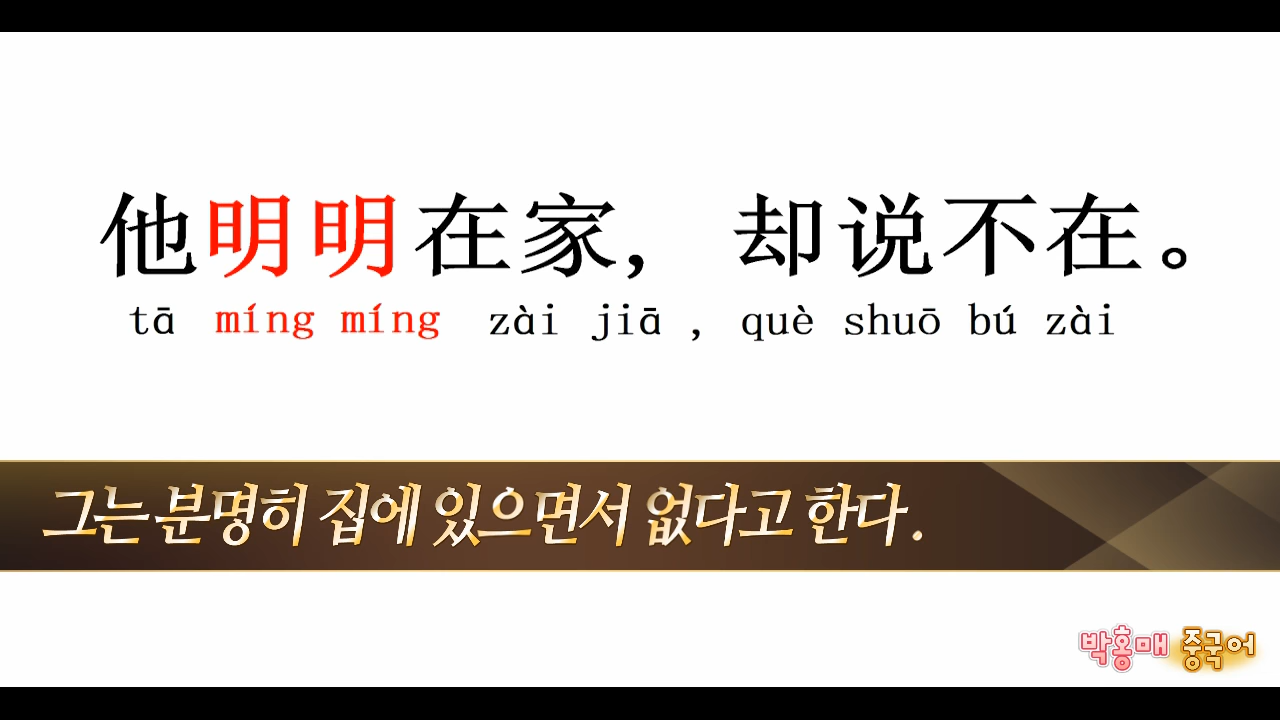 他明明在家，却说不在。
tā míng míng zài jiā , què shuō bú zài
그는 분명히 집에 있으면서 없다고 한다.
박홍매 중국어